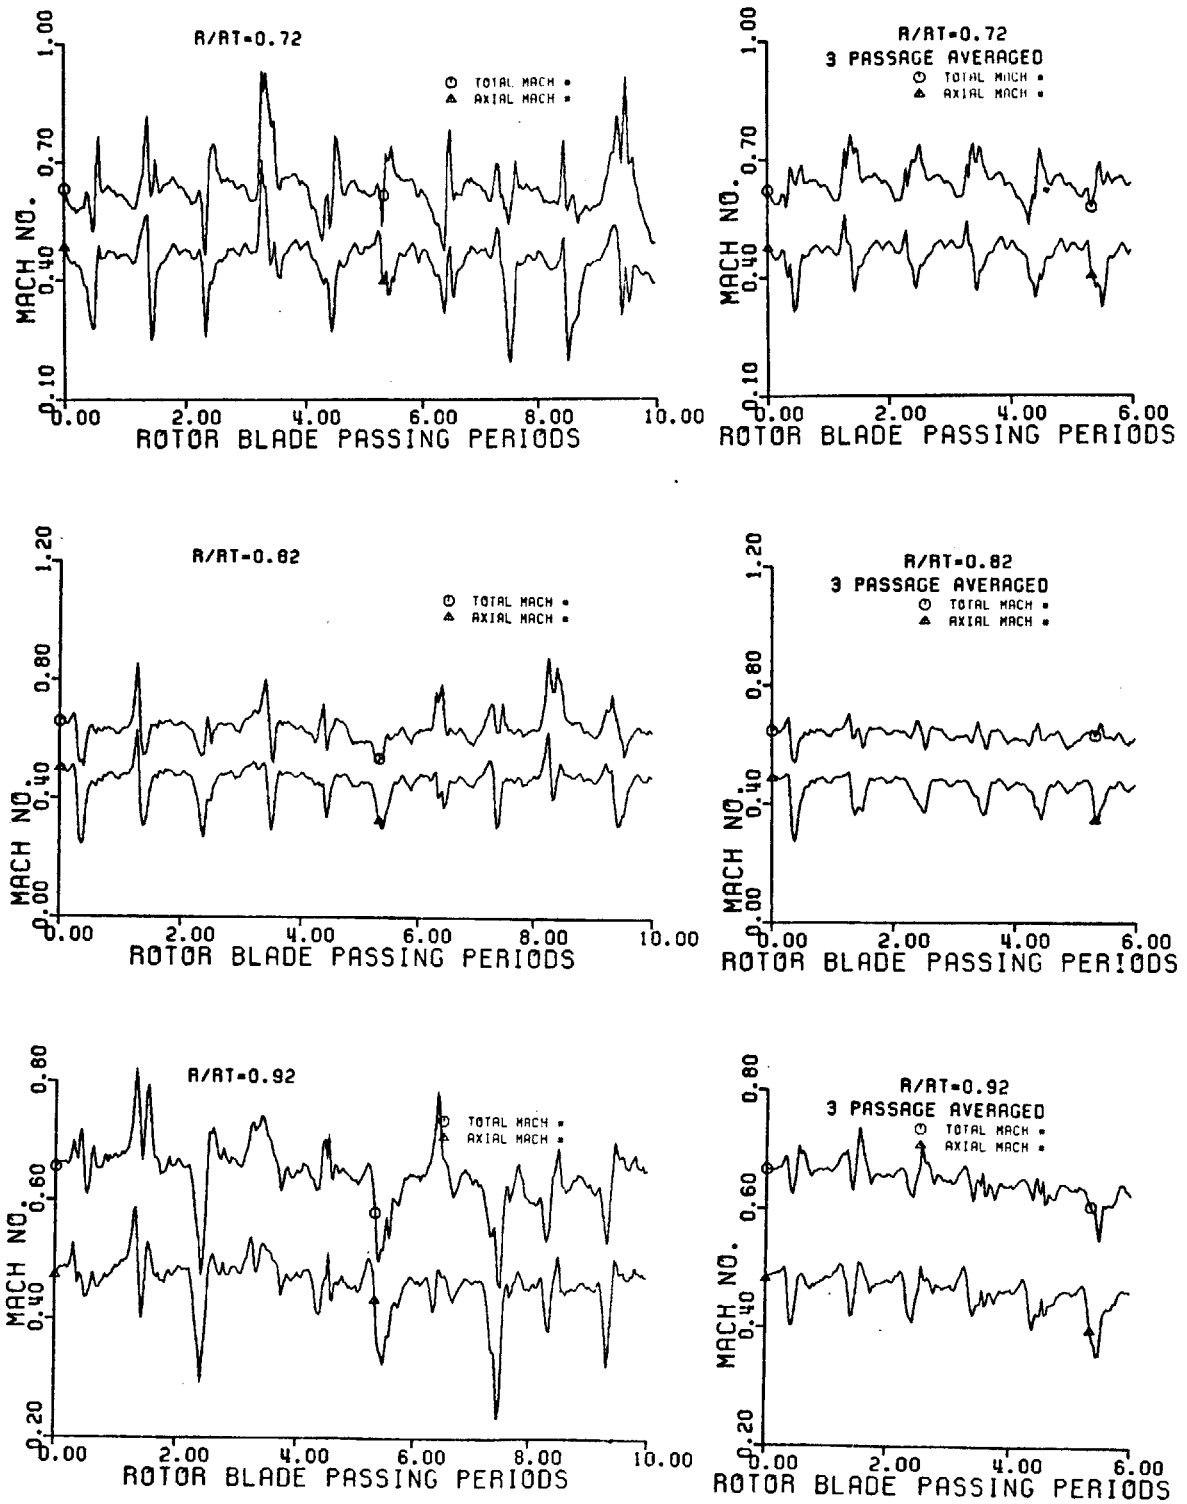 R/RT=0.72
TOTAL MACH *
AXIAL MACH *
MACH NO.
1.00
0.70
0.40
0.10
0.00 2.00 4.00 6.00 8.00 10.00
ROTOR BLADE PASSING PERIODS
R/RT=0.72
3 PASSAGE AVERAGED
TOTAL MACH *
AXIAL MACH *
MACH NO.
1.00
0.70
0.40
0.10
0.00 2.00 4.00 6.00
ROTOR BLADE PASSING PERIODS
R/RT=0.82
TOTAL MACH *
AXIAL MACH *
MACH NO.
1.20
0.80
0.40
0.00
0.00 2.00 4.00 6.00 8.00 10.00
ROTOR BLADE PASSING PERIODS
R/RT=0.82
3 PASSAGE AVERAGED
TOTAL MACH *
AXIAL MACH *
MACH NO.
1.20
0.80
0.40
0.00
0.00 2.00 4.00 6.00
ROTOR BLADE PASSING PERIODS
R/RT=0.92
TOTAL MACH *
AXIAL MACH *
MACH NO.
0.80
0.60
0.40
0.20
0.00 2.00 4.00 6.00 8.00 10.00
ROTOR BLADE PASSING PERIODS
R/RT=0.92
3 PASSAGE AVERAGED
TOTAL MACH *
AXIAL MACH *
MACH NO.
0.80
0.60
0.40
0.20
0.00 2.00 4.00 6.00
ROTOR BLADE PASSING PERIODS